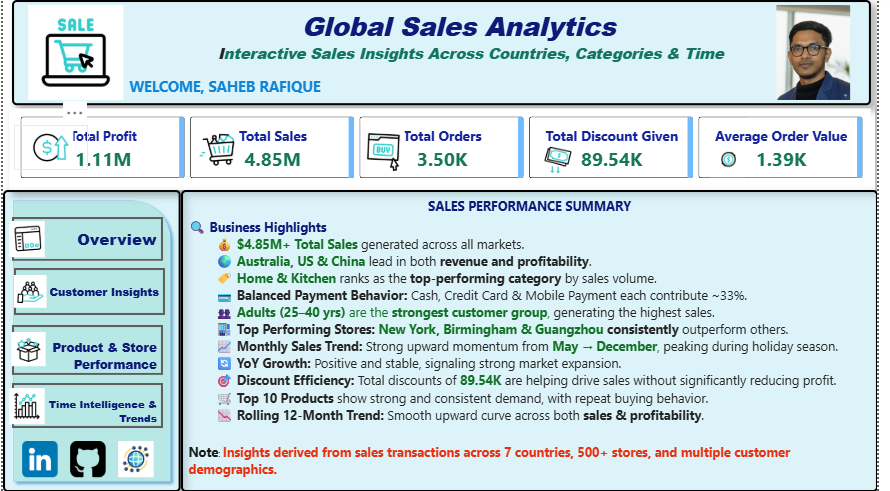 SALE
Global Sales Analytics
Interactive Sales Insights Across Countries, Categories & Time
WELCOME, SAHEB RAFIQUE
Total Profit
1.11M
Total Sales
4.85M
BUY
Total Orders
3.50K
Total Discount Given
89.54K
Average Order Value
1.39K
Overview
Customer Insights
Product & Store
Performance
Time Intelligence &
Trends
in
SALES PERFORMANCE SUMMARY
🔍 Business Highlights
💰 $4.85M+ Total Sales generated across all markets.
🌏 Australia, US & China lead in both revenue and profitability.
🏷️ Home & Kitchen ranks as the top-performing category by sales volume.
💳 Balanced Payment Behavior: Cash, Credit Card & Mobile Payment each contribute ~33%.
👥 Adults (25–40 yrs) are the strongest customer group, generating the highest sales.
🏪 Top Performing Stores: New York, Birmingham & Guangzhou consistently outperform others.
📈 Monthly Sales Trend: Strong upward momentum from May → December, peaking during holiday season.
🔄 YoY Growth: Positive and stable, signaling strong market expansion.
🎯 Discount Efficiency: Total discounts of 89.54K are helping drive sales without significantly reducing profit.
🛒 Top 10 Products show strong and consistent demand, with repeat buying behavior.
📉 Rolling 12-Month Trend: Smooth upward curve across both sales & profitability.
Note: Insights derived from sales transactions across 7 countries, 500+ stores, and multiple customer
demographics.